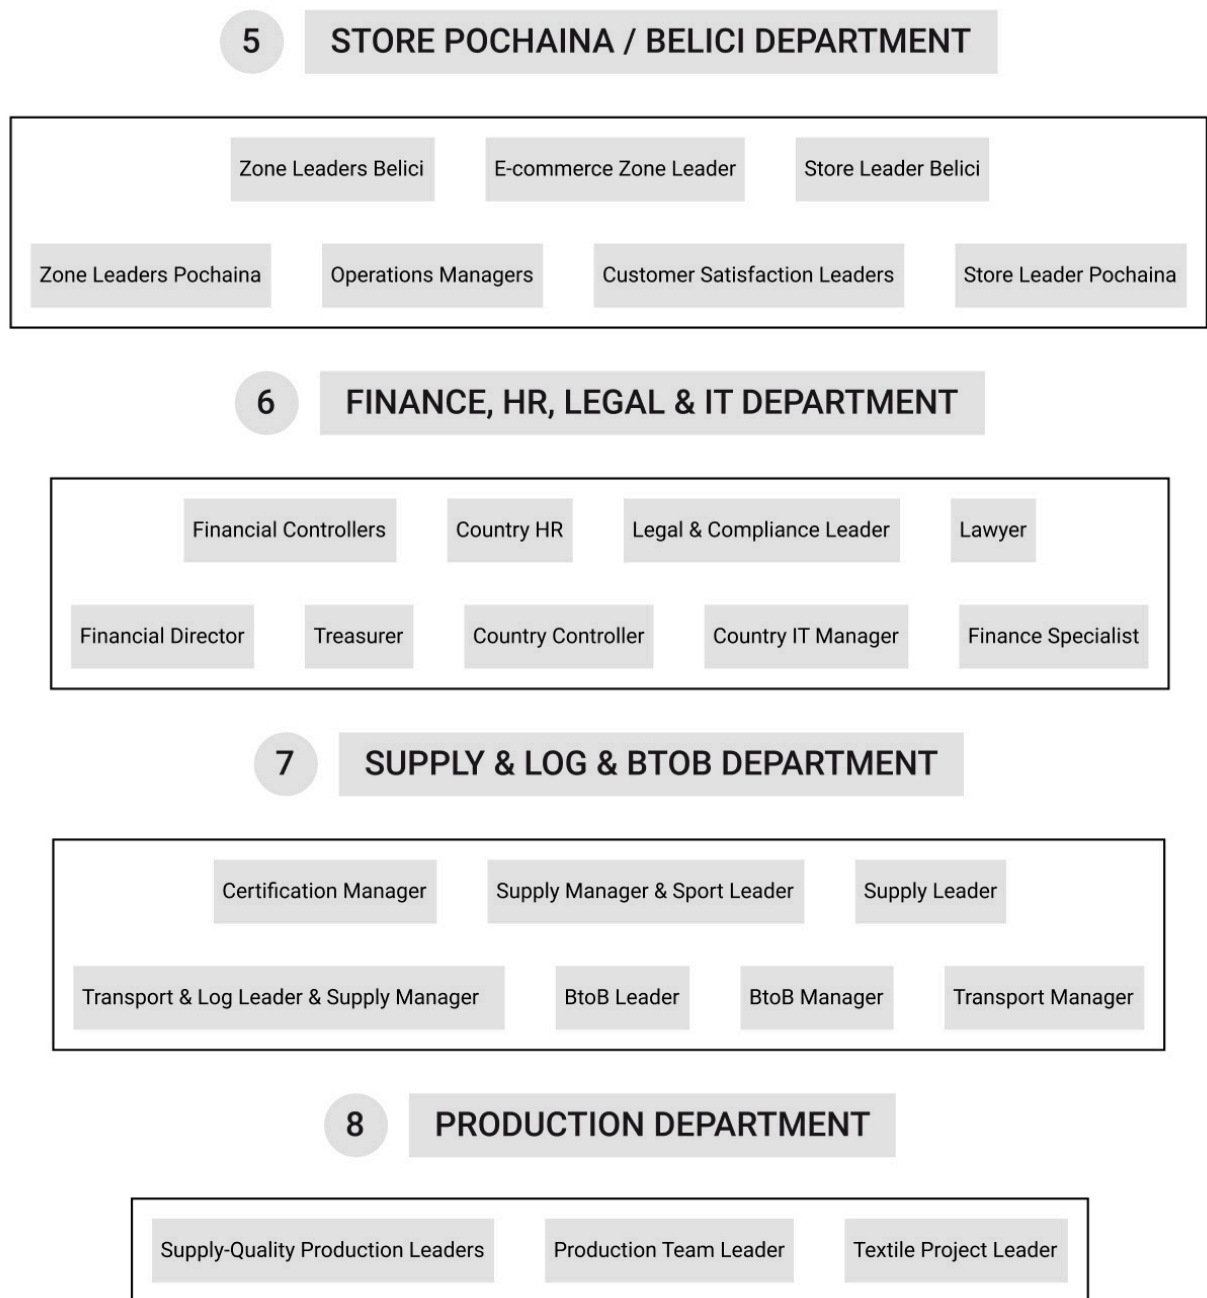 5 STORE POCHAINA / BELICI DEPARTMENT
Zone Leaders Belici E-commerce Zone Leader Store Leader Belici
Zone Leaders Pochaina Operations Managers Customer Satisfaction Leaders Store Leader Pochaina
6 FINANCE, HR, LEGAL & IT DEPARTMENT
Financial Controllers Country HR Legal & Compliance Leader Lawyer
Financial Director Treasurer Country Controller Country IT Manager Finance Specialist
7 SUPPLY & LOG & BTOB DEPARTMENT
Certification Manager Supply Manager & Sport Leader Supply Leader
Transport & Log Leader & Supply Manager BtoB Leader BtoB Manager Transport Manager
8 PRODUCTION DEPARTMENT
Supply-Quality Production Leaders Production Team Leader Textile Project Leader